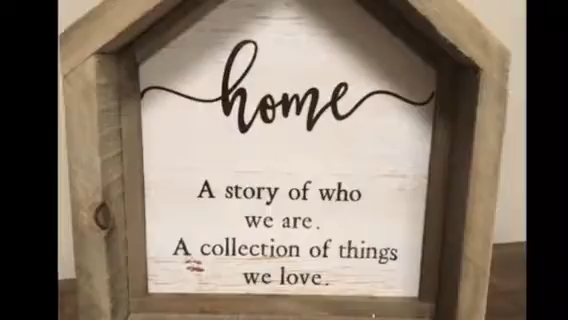 home
A story of who
we are.
A collection of things
we love.